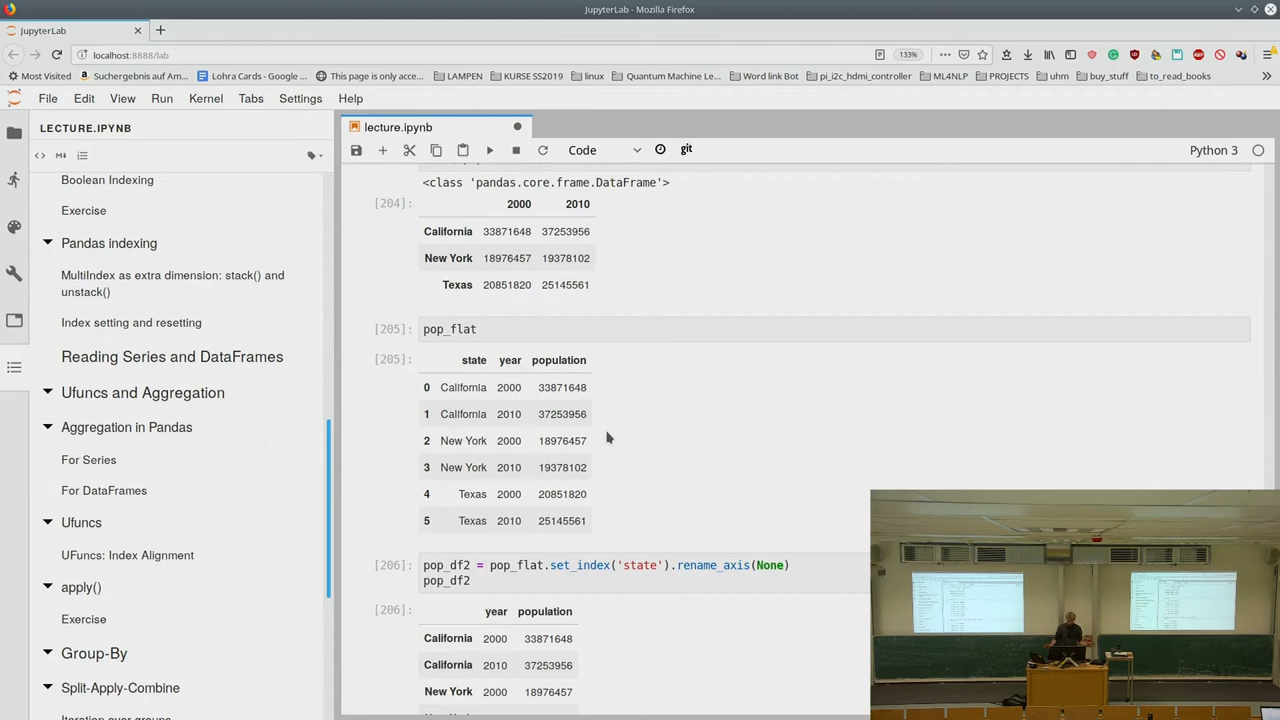 JupyterLab - Mozilla Firefox
JupyterLab
localhost:8888/lab
133%
Most Visited Suchergebnis auf Am... Lohra Cards - Google ... This page is only acce... LAMPEN KURSE SS2019 linux Quantum Machine Le... Word link Bot pi_i2c_hdmi_controller ML4NLP PROJECTS uhm buy_stuff to_read_books
File Edit View Run Kernel Tabs Settings Help
LECTURE.IPYNB
Boolean Indexing
Exercise
Pandas indexing
MultiIndex as extra dimension: stack() and
unstack()
Index setting and resetting
Reading Series and DataFrames
Ufuncs and Aggregation
Aggregation in Pandas
For Series
For DataFrames
Ufuncs
UFuncs: Index Alignment
apply()
Exercise
Group-By
Split-Apply-Combine
Iteration over groups
lecture.ipynb
Code git Python 3
<class 'pandas.core.frame.DataFrame'>
[204]: 2000 2010
California 33871648 37253956
New York 18976457 19378102
Texas 20851820 25145561
[205]: pop_flat
[205]: state year population
0 California 2000 33871648
1 California 2010 37253956
2 New York 2000 18976457
3 New York 2010 19378102
4 Texas 2000 20851820
5 Texas 2010 25145561
[206]: pop_df2 = pop_flat.set_index('state').rename_axis(None)
pop_df2
[206]: year population
California 2000 33871648
California 2010 37253956
New York 2000 18976457